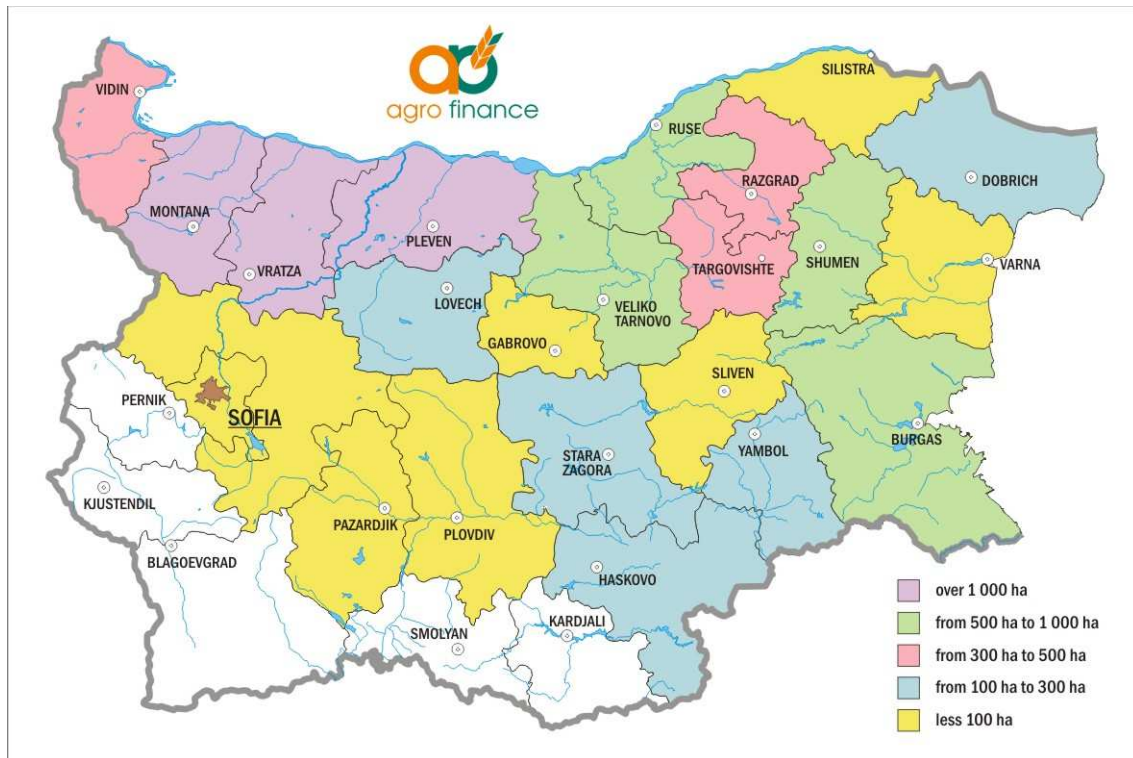 agro finance
SILISTRA
VIDIN
RUSE
DOBRICH
RAZGRAD
MONTANA
PLEVEN
VRATZA
TARGOVISHTE
SHUMEN
VARNA
LOVECH
VELIKO
TARNOVO
GABROVO
SLIVEN
PERNIK
SOFIA
BURGAS
YAMBOL
STARA
ZAGORA
KJUSTENDIL
PAZARDJIK
PLOVDIV
BLAGOEVGRAD
HASKOVO
SMOLYAN
KARDJALI
over 1 000 ha
from 500 ha to 1 000 ha
from 300 ha to 500 ha
from 100 ha to 300 ha
less 100 ha